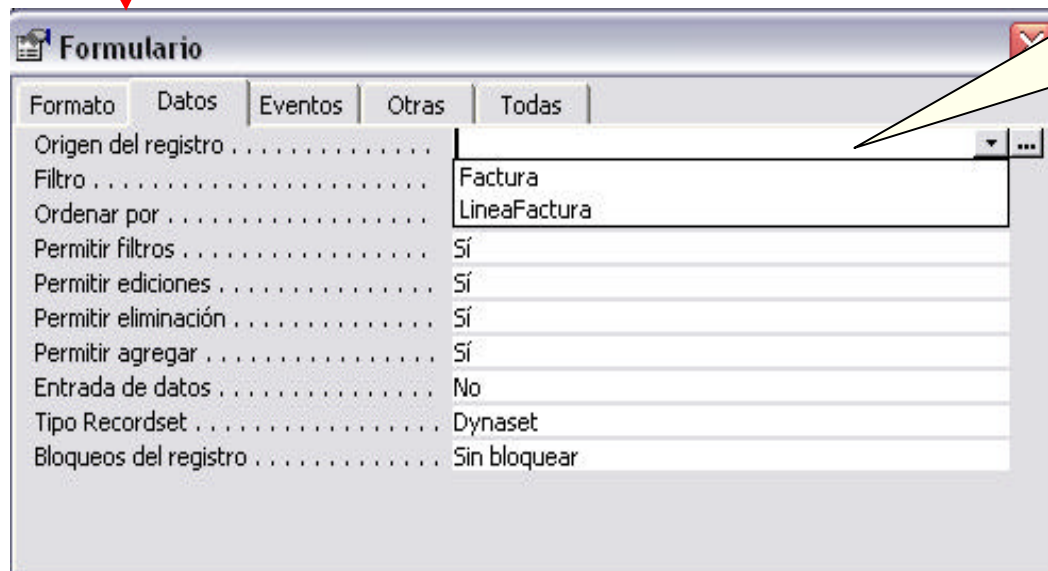 Formulario
Formato Datos Eventos Otras Todas
Origen del registro . . . . . . . . . . . . . . .
Filtro . . . . . . . . . . . . . . . . . . . . . . . . Factura
Ordenar por . . . . . . . . . . . . . . . . . . LineaFactura
Permitir filtros . . . . . . . . . . . . . . . . . Sí
Permitir ediciones . . . . . . . . . . . . . . . Sí
Permitir eliminación . . . . . . . . . . . . . . Sí
Permitir agregar . . . . . . . . . . . . . . . . Sí
Entrada de datos . . . . . . . . . . . . . . . No
Tipo Recordset . . . . . . . . . . . . . . . . . Dynaset
Bloqueos del registro . . . . . . . . . . . . . Sin bloquear